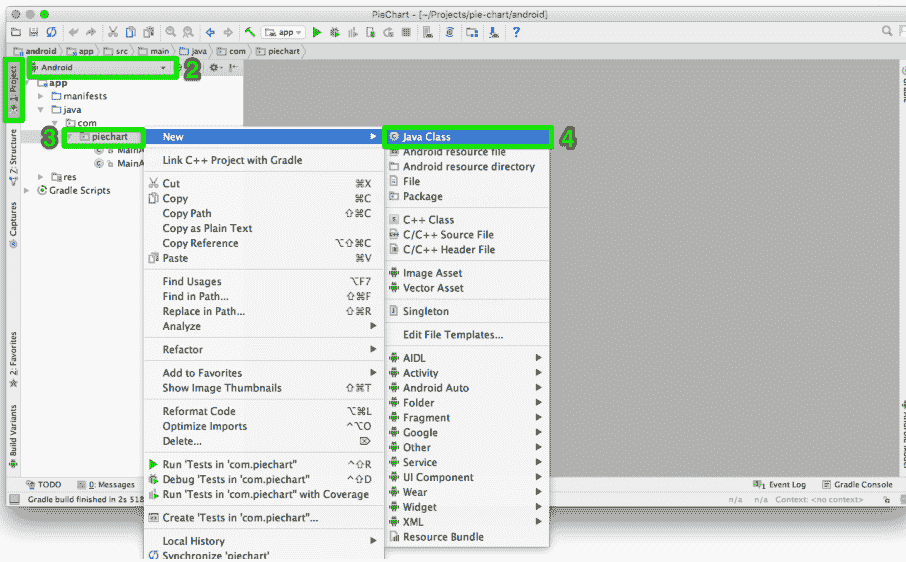 PieChart - [~/Projects/pie-chart/android]
app
android app src main java com piechart
1: Project
Android
2
app
manifests
java
com
3
piechart
MainA
MainA
res
Gradle Scripts
Z: Structure
Captures
2: Favorites
Build Variants
New
Link C++ Project with Gradle
Cut ⌘X
Copy ⌘C
Copy Path ⇧⌘C
Copy as Plain Text
Copy Reference ⌥⇧⌘C
Paste ⌘V
Find Usages ⌥F7
Find in Path... ⇧⌘F
Replace in Path... ⇧⌘R
Analyze
Refactor
Add to Favorites
Show Image Thumbnails ⇧⌘T
Reformat Code ⌥⌘L
Optimize Imports ^⌥O
Delete... ⌦
Run 'Tests in 'com.piechart'' ^⇧R
Debug 'Tests in 'com.piechart'' ^⇧D
Run 'Tests in 'com.piechart'' with Coverage
Create 'Tests in 'com.piechart''...
Local History
Synchronize 'piechart'
Java Class
4
Android resource file
Android resource directory
File
Package
C++ Class
C/C++ Source File
C/C++ Header File
Image Asset
Vector Asset
Singleton
Edit File Templates...
AIDL
Activity
Android Auto
Folder
Fragment
Google
Other
Service
UI Component
Wear
Widget
XML
Resource Bundle
TODO 0: Messages
Event Log Gradle Console
Gradle build finished in 2s 518
n/a n/a Context: <no context>